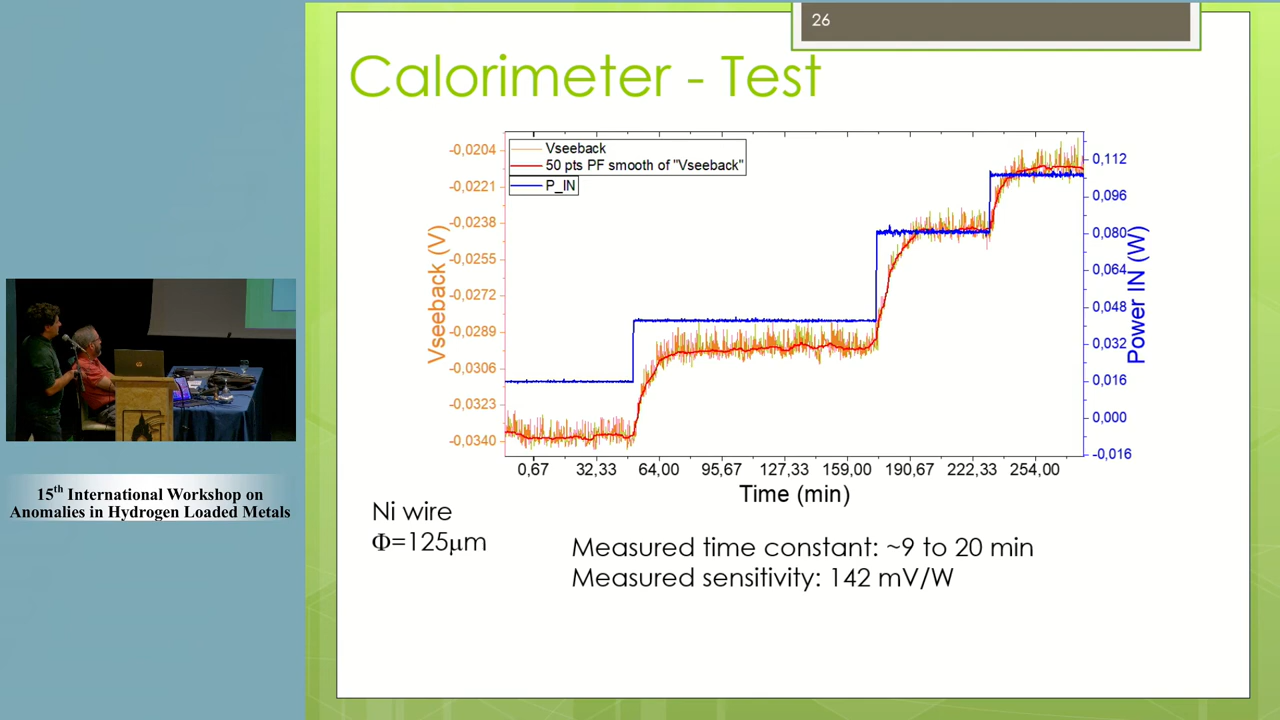 26
Calorimeter - Test
Vseeback
50 pts PF smooth of "Vseeback"
P_IN
-0,0204
-0,0221
-0,0238
-0,0255
-0,0272
-0,0289
-0,0306
-0,0323
-0,0340
Vseeback (V)
0,112
0,096
0,080
0,064
0,048
0,032
0,016
0,000
-0,016
Power IN (W)
0,67 32,33 64,00 95,67 127,33 159,00 190,67 222,33 254,00
Time (min)
Ni wire
Φ=125μm
Measured time constant: ~9 to 20 min
Measured sensitivity: 142 mV/W
15th International Workshop on
Anomalies in Hydrogen Loaded Metals